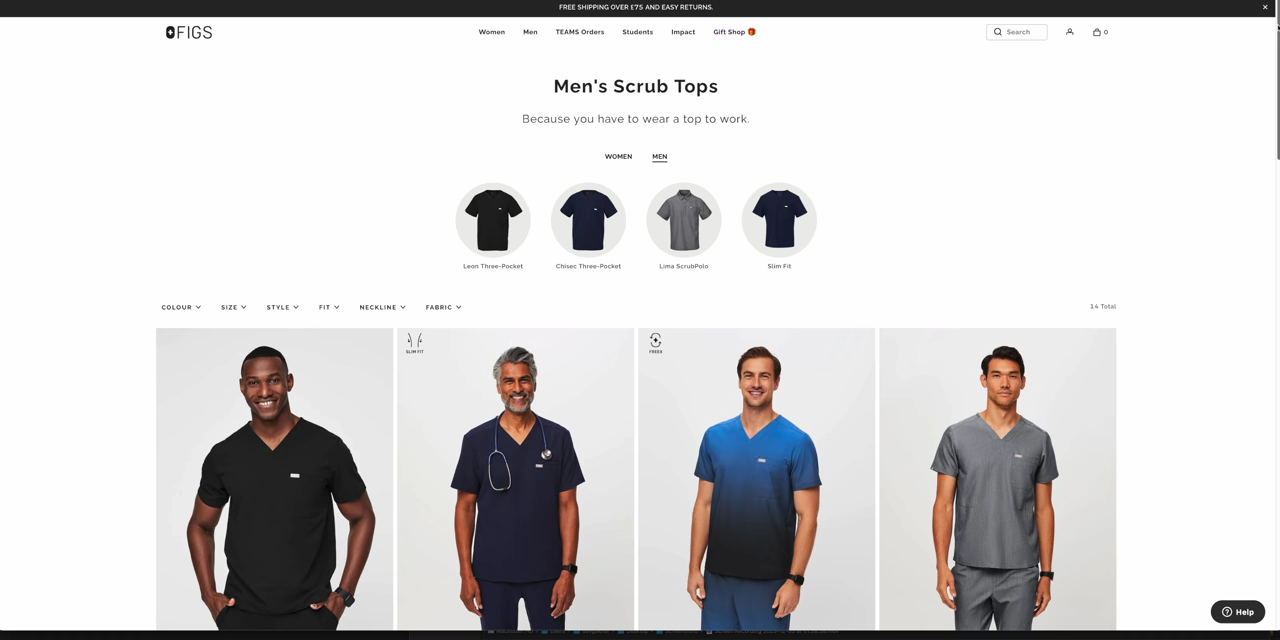 FREE SHIPPING OVER £75 AND EASY RETURNS.
FIGS
Women Men TEAMS Orders Students Impact Gift Shop
Search
0
Men's Scrub Tops
Because you have to wear a top to work.
WOMEN MEN
Leon Three-Pocket
Chisec Three-Pocket
Lima ScrubPolo
Slim Fit
COLOUR SIZE STYLE FIT NECKLINE FABRIC
14 Total
SLIM FIT
FREEX
Help